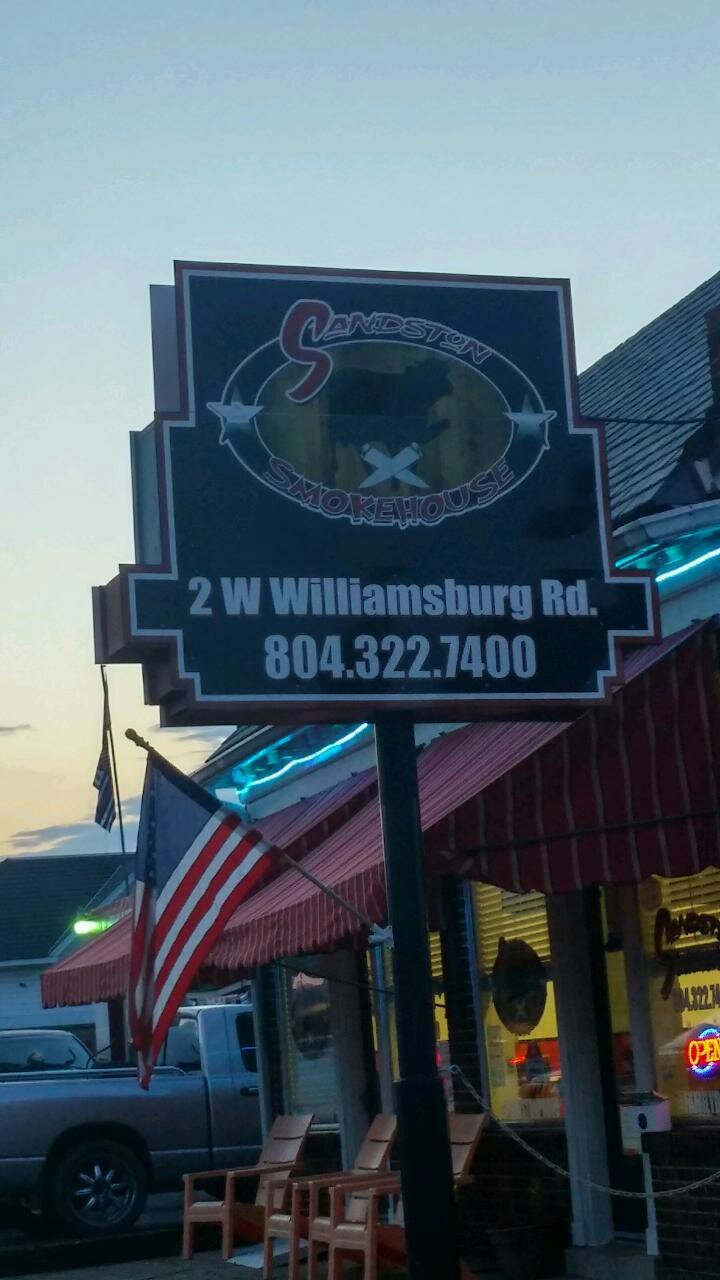 SANDSTON
SMOKEHOUSE
2 W Williamsburg Rd.
804.322.7400
OPEN